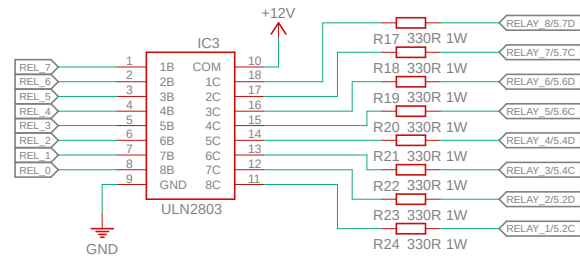 +12V
IC3
RELAY_8/5.7D
R17 330R 1W
REL_7 1 1B COM 10
RELAY_7/5.7C
REL_6 2 2B 1C 18
R18 330R 1W
REL_5 3 3B 2C 17
RELAY_6/5.6D
R19 330R 1W
REL_4 4 4B 3C 16
RELAY_5/5.6C
REL_3 5 5B 4C 15
R20 330R 1W
REL_2 6 6B 5C 14
RELAY_4/5.4D
R21 330R 1W
REL_1 7 7B 6C 13
RELAY_3/5.4C
REL_0 8 8B 7C 12
R22 330R 1W
9 GND 8C 11
RELAY_2/5.2D
ULN2803
R23 330R 1W
RELAY_1/5.2C
R24 330R 1W
GND